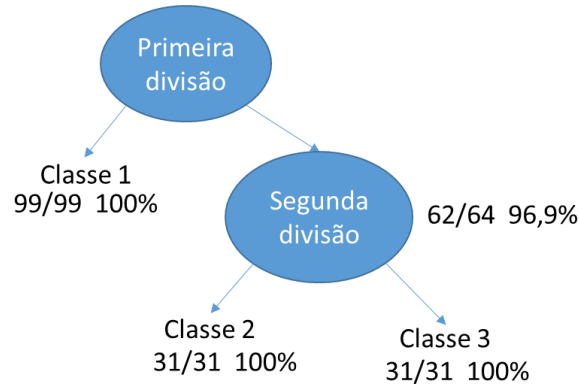 Primeira
divisão
Classe 1
99/99 100%
Segunda
divisão
62/64 96,9%
Classe 2
31/31 100%
Classe 3
31/31 100%